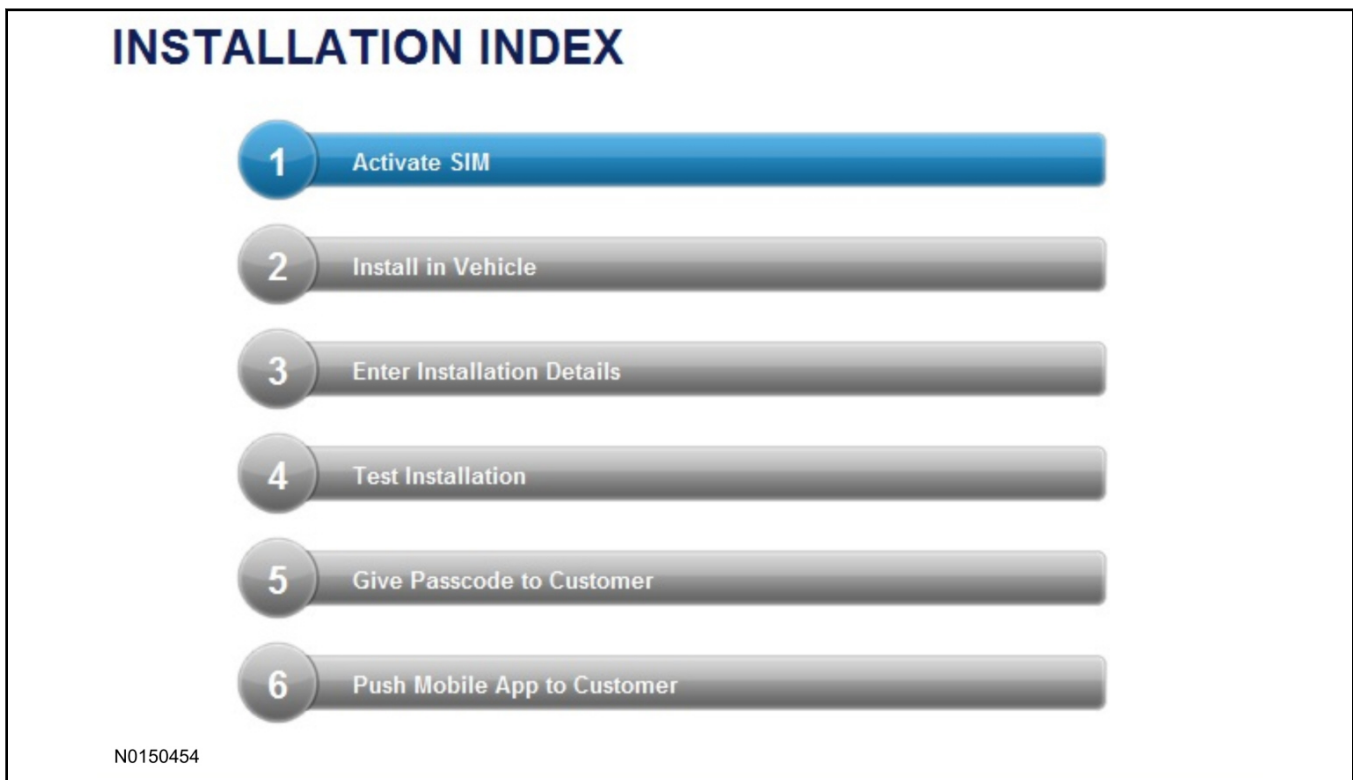 INSTALLATION INDEX
1 Activate SIM
2 Install in Vehicle
3 Enter Installation Details
4 Test Installation
5 Give Passcode to Customer
6 Push Mobile App to Customer
N0150454